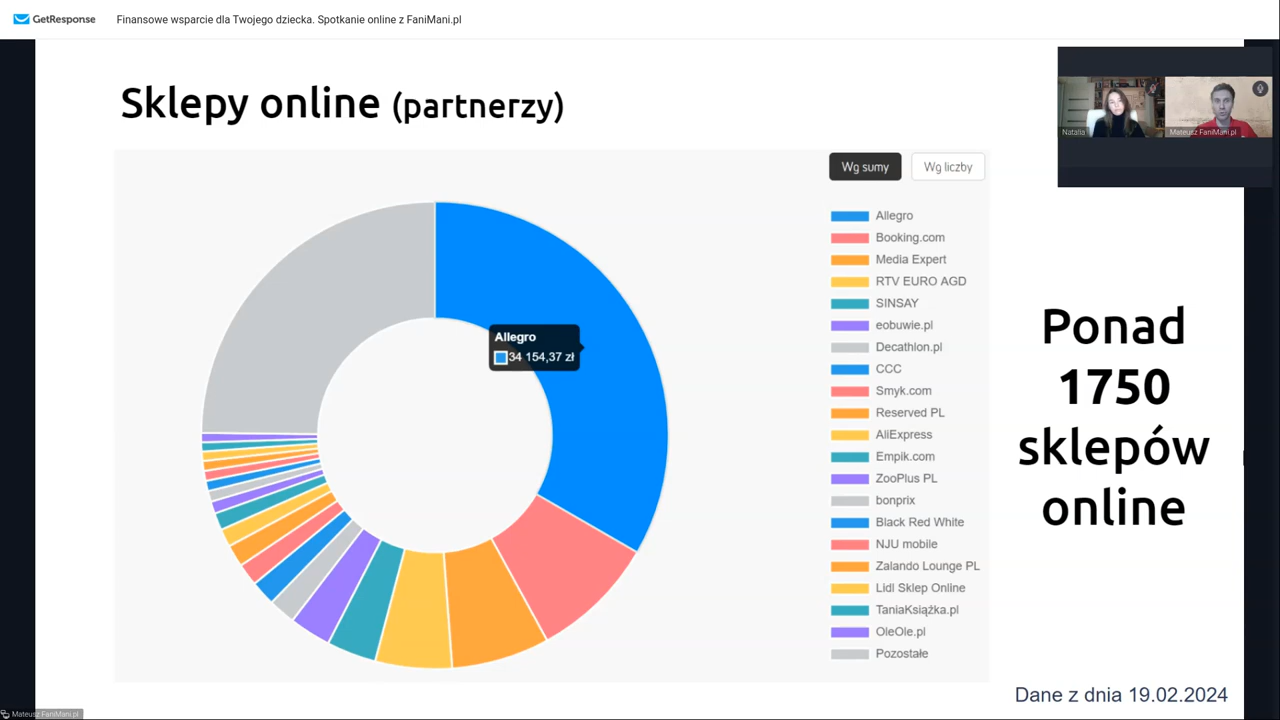 GetResponse
Finansowe wsparcie dla Twojego dziecka. Spotkanie online z FaniMani.pl
Sklepy online (partnerzy)
Natalia
Mateusz FaniMani.pl
Wg sumy
Wg liczby
Allegro
34 154,37 zł
Allegro
Booking.com
Media Expert
RTV EURO AGD
SINSAY
eobuwie.pl
Decathlon.pl
CCC
Smyk.com
Reserved PL
AliExpress
Empik.com
ZooPlus PL
bonprix
Black Red White
NJU mobile
Zalando Lounge PL
Lidl Sklep Online
TaniaKsiążka.pl
OleOle.pl
Pozostałe
Ponad
1750
sklepów
online
Dane z dnia 19.02.2024
Mateusz FaniMani.pl